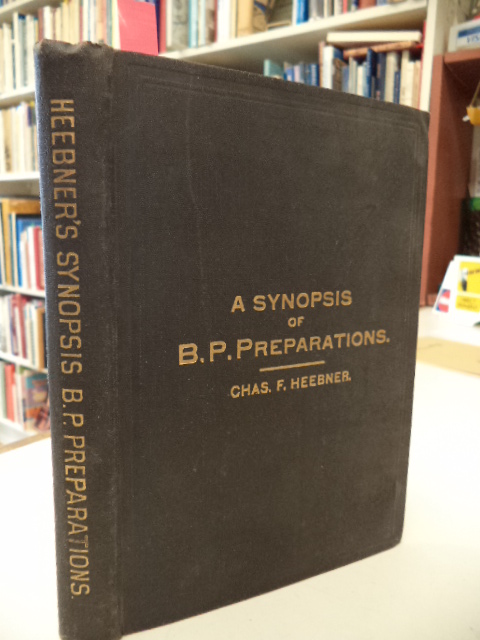 HEEBNER'S SYNOPSIS B.P. PREPARATIONS.
A SYNOPSIS
OF
B.P. PREPARATIONS.
CHAS. F. HEEBNER.